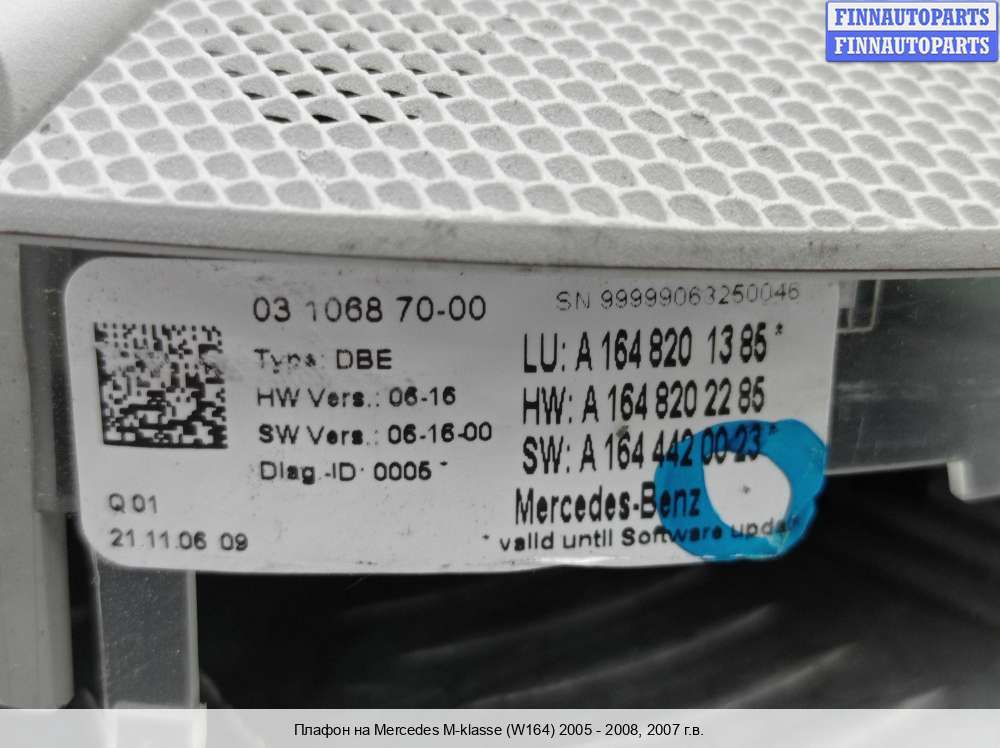 FINNAUTOPARTS
FINNAUTOPARTS
03 1068 70-00
SN 99999063250046
Type: DBE
LU: A 164 820 13 85 *
HW Vers.: 06-16
HW: A 164 820 22 85
SW Vers.: 06-16-00
SW: A 164 442 00 23 *
Diag.-ID: 0005 *
Mercedes-Benz
Q 01
21.11.06 09
* valid until Software update
Плафон на Mercedes M-klasse (W164) 2005 - 2008, 2007 г.в.